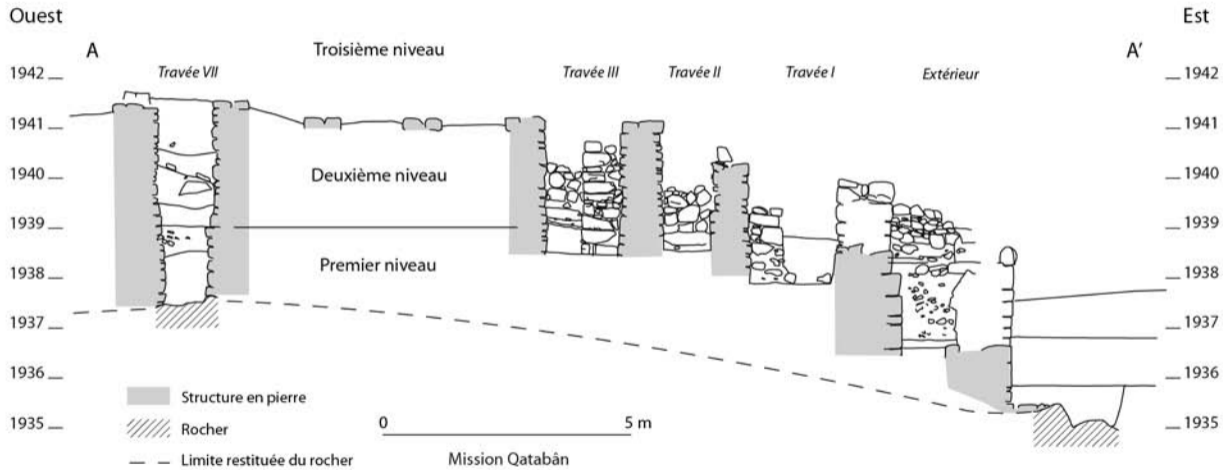 Ouest
Est
A
Troisième niveau
A'
Travée VII
Travée III
Travée II
Travée I
Extérieur
1942
1942
1941
1941
1940
Deuxième niveau
1940
1939
1939
Premier niveau
1938
1938
1937
1937
1936
1936
Structure en pierre
1935
0
5 m
1935
Rocher
Limite restituée du rocher
Mission Qatabân